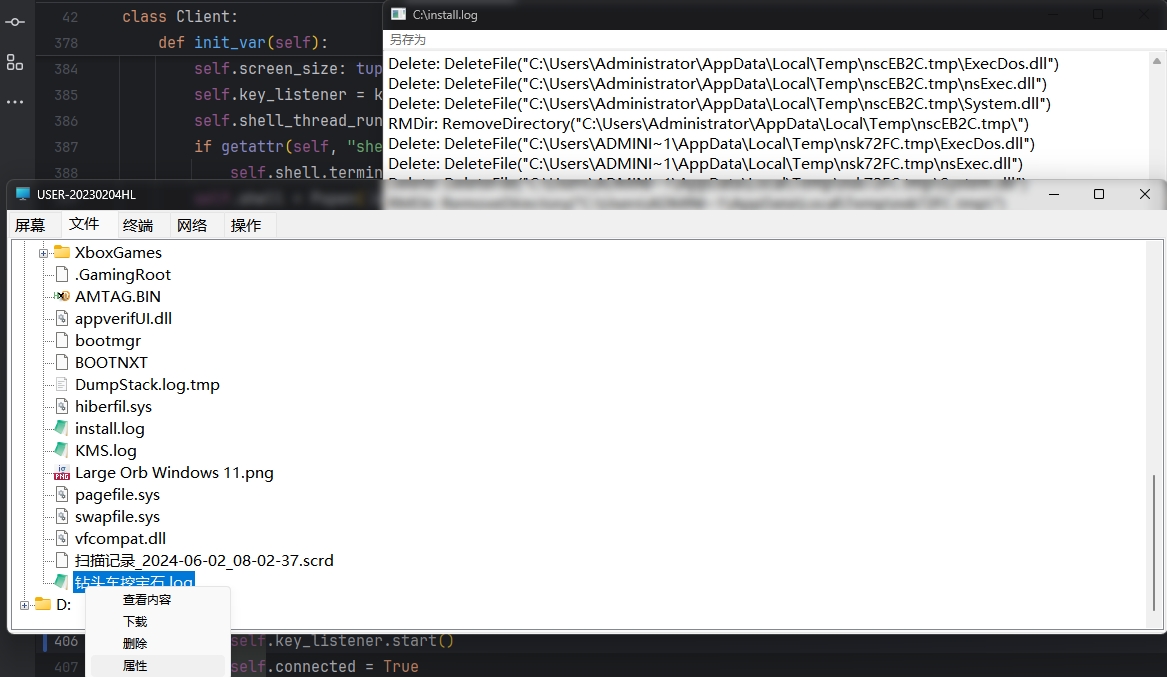 42 class Client:
378 def init_var(self):
384 self.screen_size: tup
385 self.key_listener = k
386 self.shell_thread_run
387 if getattr(self, "she
388 self.shell.termin
C:\install.log
另存为
Delete: DeleteFile("C:\Users\Administrator\AppData\Local\Temp\nscEB2C.tmp\ExecDos.dll")
Delete: DeleteFile("C:\Users\Administrator\AppData\Local\Temp\nscEB2C.tmp\nsExec.dll")
Delete: DeleteFile("C:\Users\Administrator\AppData\Local\Temp\nscEB2C.tmp\System.dll")
RMDir: RemoveDirectory("C:\Users\Administrator\AppData\Local\Temp\nscEB2C.tmp\")
Delete: DeleteFile("C:\Users\ADMINI~1\AppData\Local\Temp\nsk72FC.tmp\ExecDos.dll")
Delete: DeleteFile("C:\Users\ADMINI~1\AppData\Local\Temp\nsk72FC.tmp\nsExec.dll")
USER-20230204HL
屏幕 文件 终端 网络 操作
XboxGames
.GamingRoot
AMTAG.BIN
appverifUI.dll
bootmgr
BOOTNXT
DumpStack.log.tmp
hiberfil.sys
install.log
KMS.log
Large Orb Windows 11.png
pagefile.sys
swapfile.sys
vfcompat.dll
扫描记录_2024-06-02_08-02-37.scrd
钻头车挖宝石.log
D:
查看内容
下载
删除
属性
406 self.key_listener.start()
407 self.connected = True